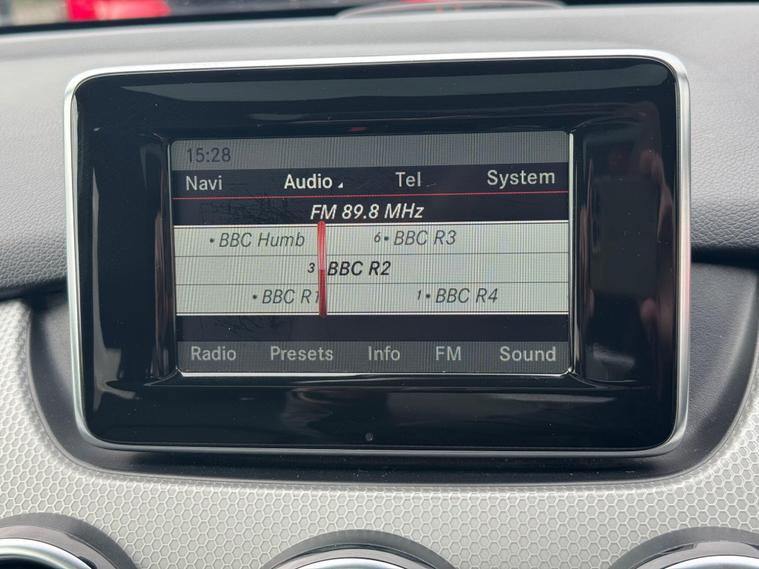 15:28
Navi Audio Tel System
FM 89.8 MHz
• BBC Humb 6 • BBC R3
3 BBC R2
• BBC R1 1 • BBC R4
Radio Presets Info FM Sound